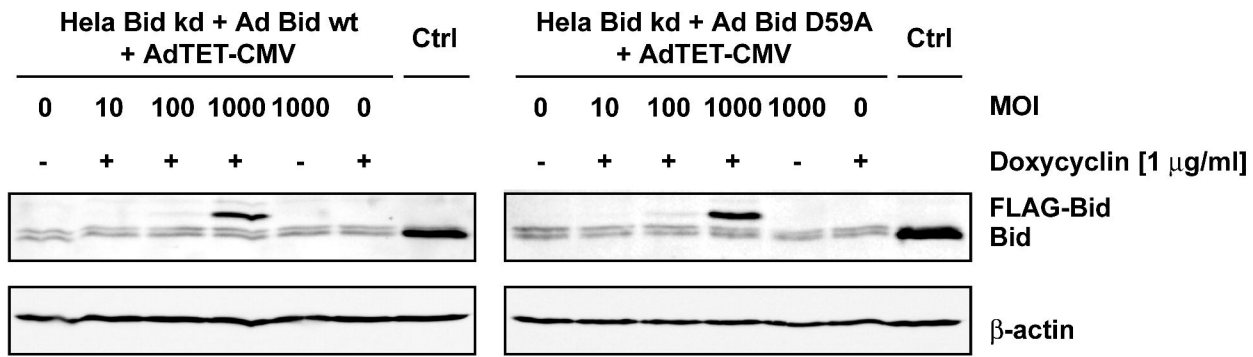 Hela Bid kd + Ad Bid wt
+ AdTET-CMV
Ctrl
Hela Bid kd + Ad Bid D59A
+ AdTET-CMV
Ctrl
0 10 100 1000 1000 0
0 10 100 1000 1000 0
MOI
- + + + - +
- + + + - +
Doxycyclin [1 μg/ml]
FLAG-Bid
Bid
β-actin